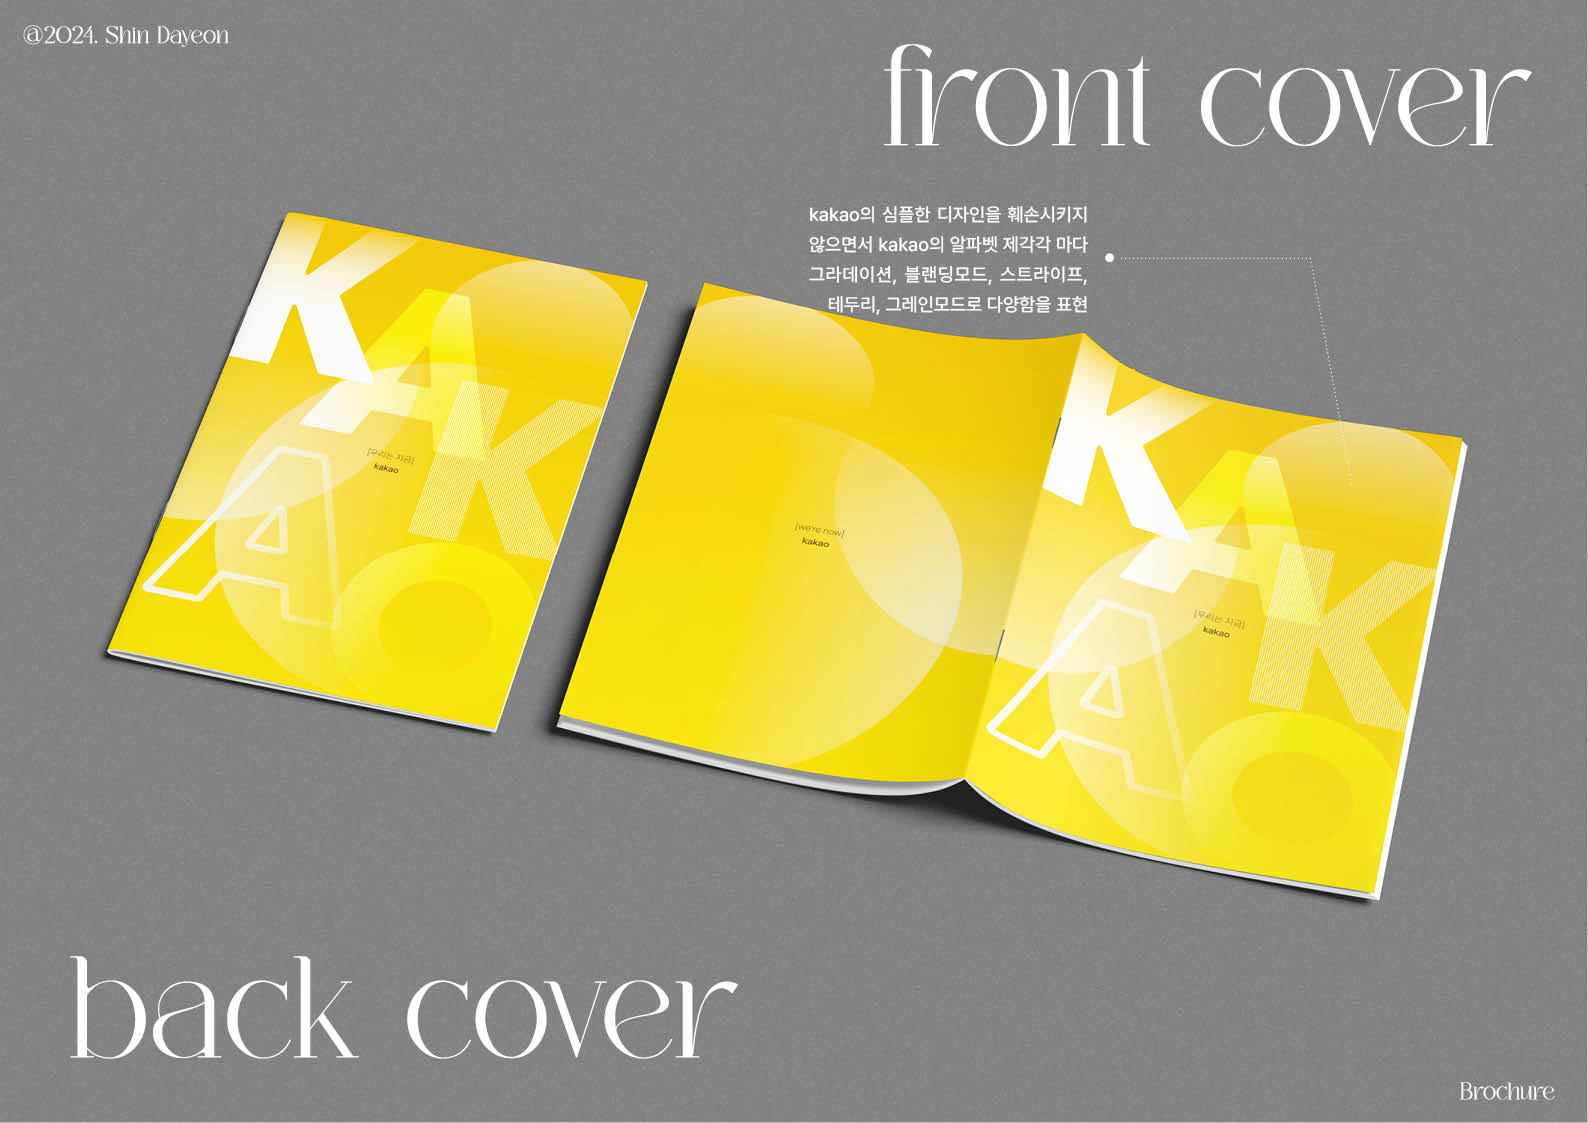 @2024. Shin Dayeon
front cover
kakao의 심플한 디자인을 훼손시키지
않으면서 kakao의 알파벳 제각각 마다
그라데이션, 블랜딩모드, 스트라이프,
테두리, 그레인모드로 다양함을 표현
K
A
K
A
O
[우리는 지금]
kakao
[we're now]
kakao
K
A
K
A
O
[우리는 지금]
kakao
back cover
Brochure